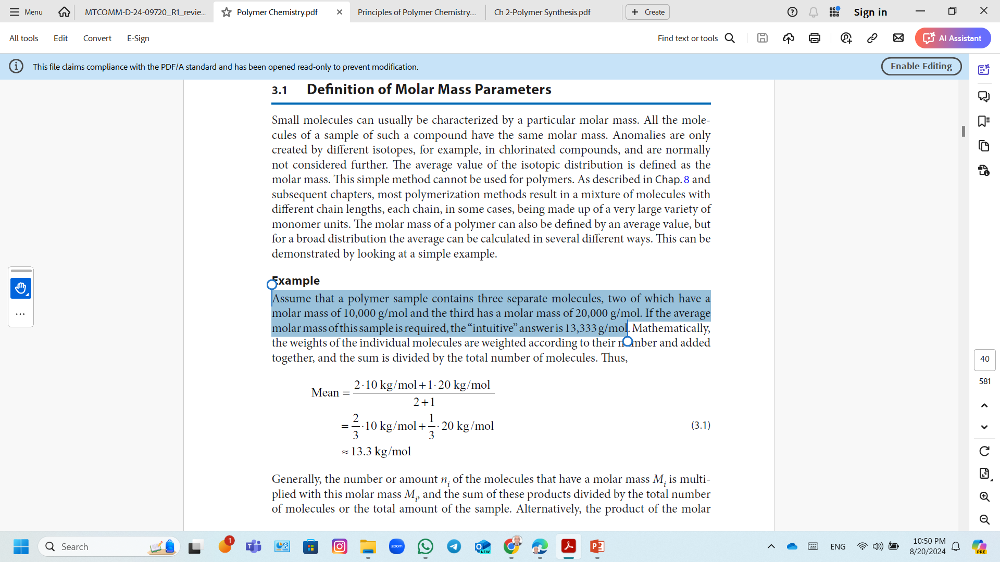 Menu
MTCOMM-D-24-09720_R1_revie...
Polymer Chemistry.pdf
Principles of Polymer Chemistry....
Ch 2-Polymer Synthesis.pdf
Create
Sign in
All tools
Edit
Convert
E-Sign
Find text or tools
AI Assistant
This file claims compliance with the PDF/A standard and has been opened read-only to prevent modification.
Enable Editing
3.1 Definition of Molar Mass Parameters
Small molecules can usually be characterized by a particular molar mass. All the mole-
cules of a sample of such a compound have the same molar mass. Anomalies are only
created by different isotopes, for example, in chlorinated compounds, and are normally
not considered further. The average value of the isotopic distribution is defined as the
molar mass. This simple method cannot be used for polymers. As described in Chap. 8 and
subsequent chapters, most polymerization methods result in a mixture of molecules with
different chain lengths, each chain, in some cases, being made up of a very large variety of
monomer units. The molar mass of a polymer can also be defined by an average value, but
for a broad distribution the average can be calculated in several different ways. This can be
demonstrated by looking at a simple example.
Example
Assume that a polymer sample contains three separate molecules, two of which have a
molar mass of 10,000 g/mol and the third has a molar mass of 20,000 g/mol. If the average
molar mass of this sample is required, the “intuitive” answer is 13,333 g/mol. Mathematically,
the weights of the individual molecules are weighted according to their number and added
together, and the sum is divided by the total number of molecules. Thus,
Mean = (2·10 kg/mol+1·20 kg/mol)/(2+1)
= 2/3·10 kg/mol+1/3·20 kg/mol (3.1)
≈ 13.3 kg/mol
Generally, the number or amount nᵢ of the molecules that have a molar mass Mᵢ is multi-
plied with this molar mass Mᵢ, and the sum of these products divided by the total number
of molecules or the total amount of the sample. Alternatively, the product of the molar
40
581
Search
1
zoom
NEW
ENG
10:50 PM
8/20/2024
PRE